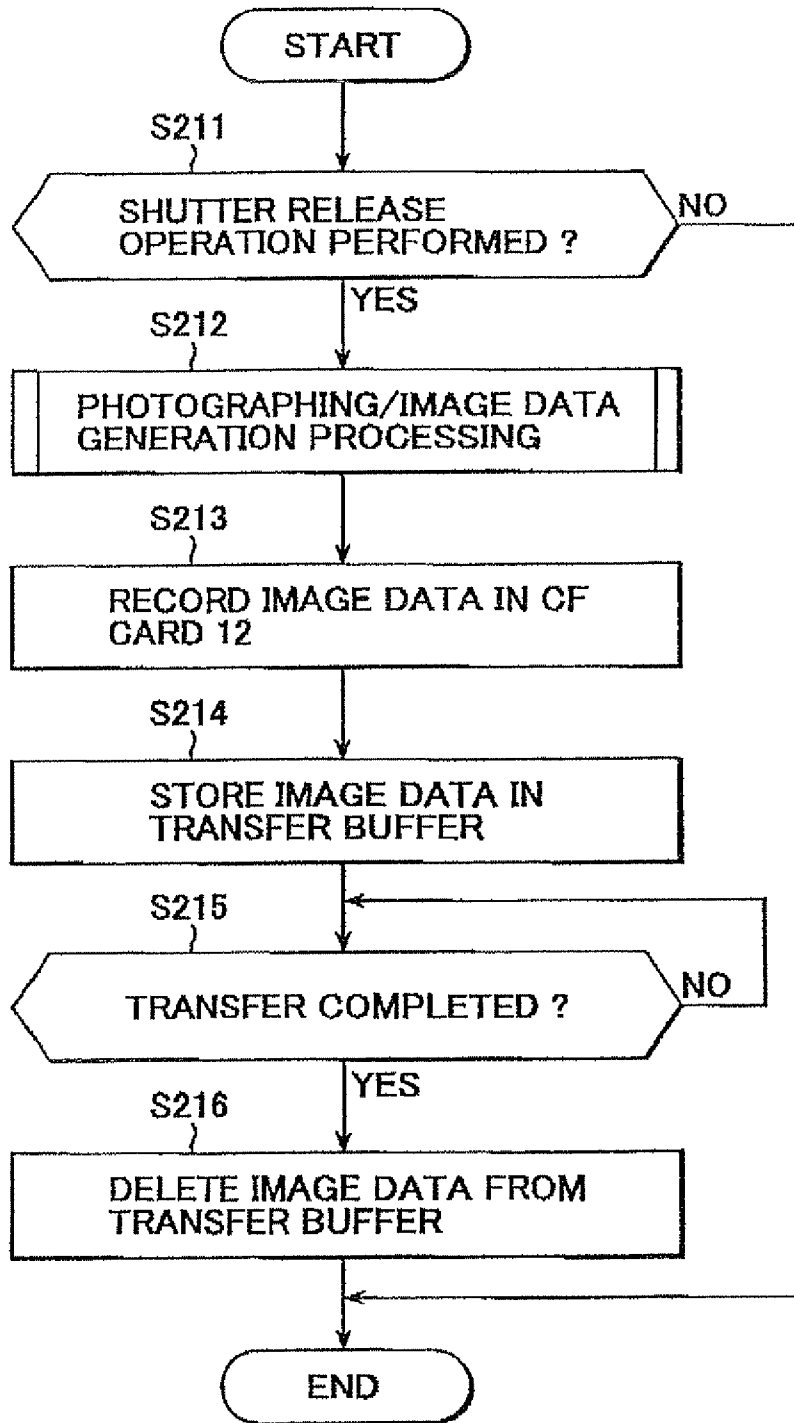 START
S211
SHUTTER RELEASE
OPERATION PERFORMED ?
NO
YES
S212
PHOTOGRAPHING/IMAGE DATA
GENERATION PROCESSING
S213
RECORD IMAGE DATA IN CF
CARD 12
S214
STORE IMAGE DATA IN
TRANSFER BUFFER
S215
TRANSFER COMPLETED ?
NO
YES
S216
DELETE IMAGE DATA FROM
TRANSFER BUFFER
END